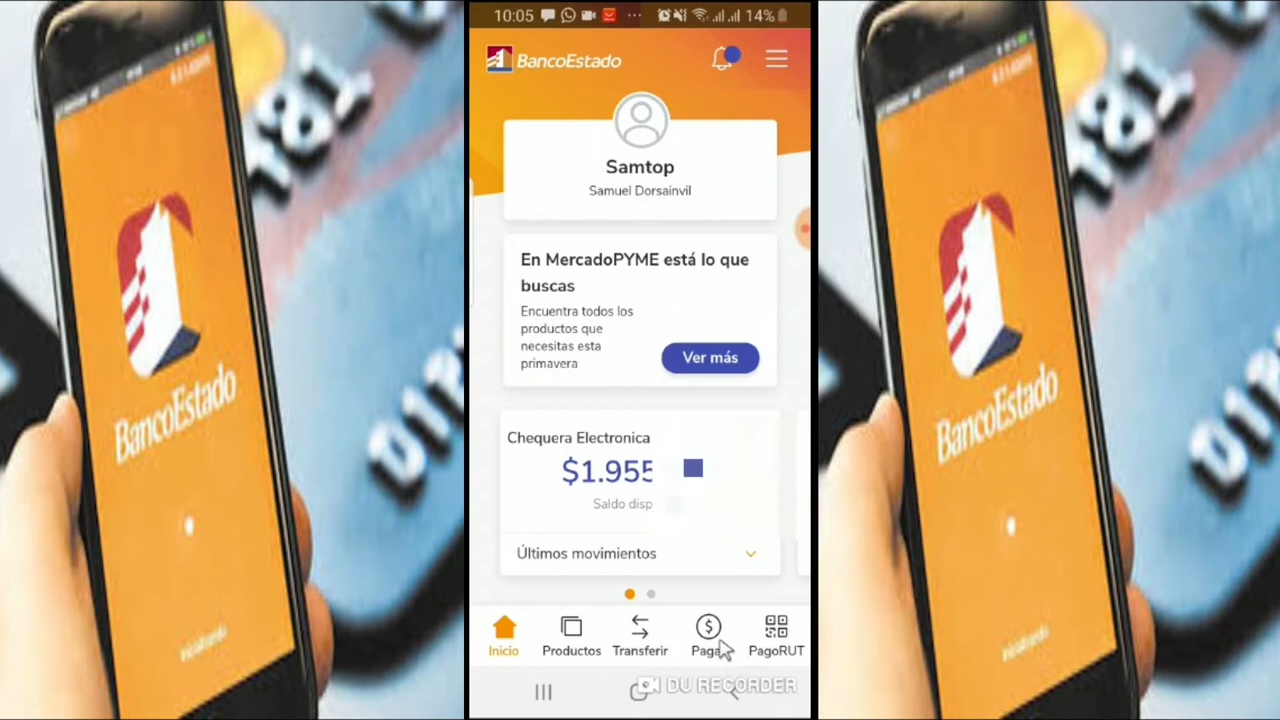 10:05
14%
BancoEstado
Samtop
Samuel Dorsainvil
En MercadoPYME está lo que
buscas
Encuentra todos los
productos que
necesitas esta
primavera
Ver más
Chequera Electronica
$1.955
Saldo disp
Últimos movimientos
Inicio
Productos
Transferir
Pagar
PagoRUT
DU RECORDER
BancoEstado
BancoEstado